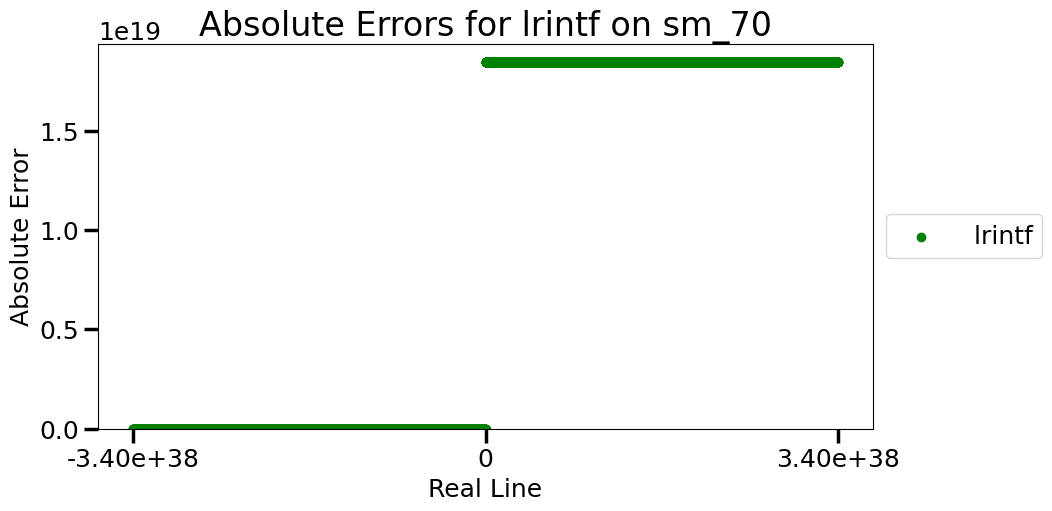 Absolute Errors for lrintf on sm_70
1e19
1.5
1.0
0.5
0.0
Absolute Error
-3.40e+38
0
3.40e+38
Real Line
lrintf